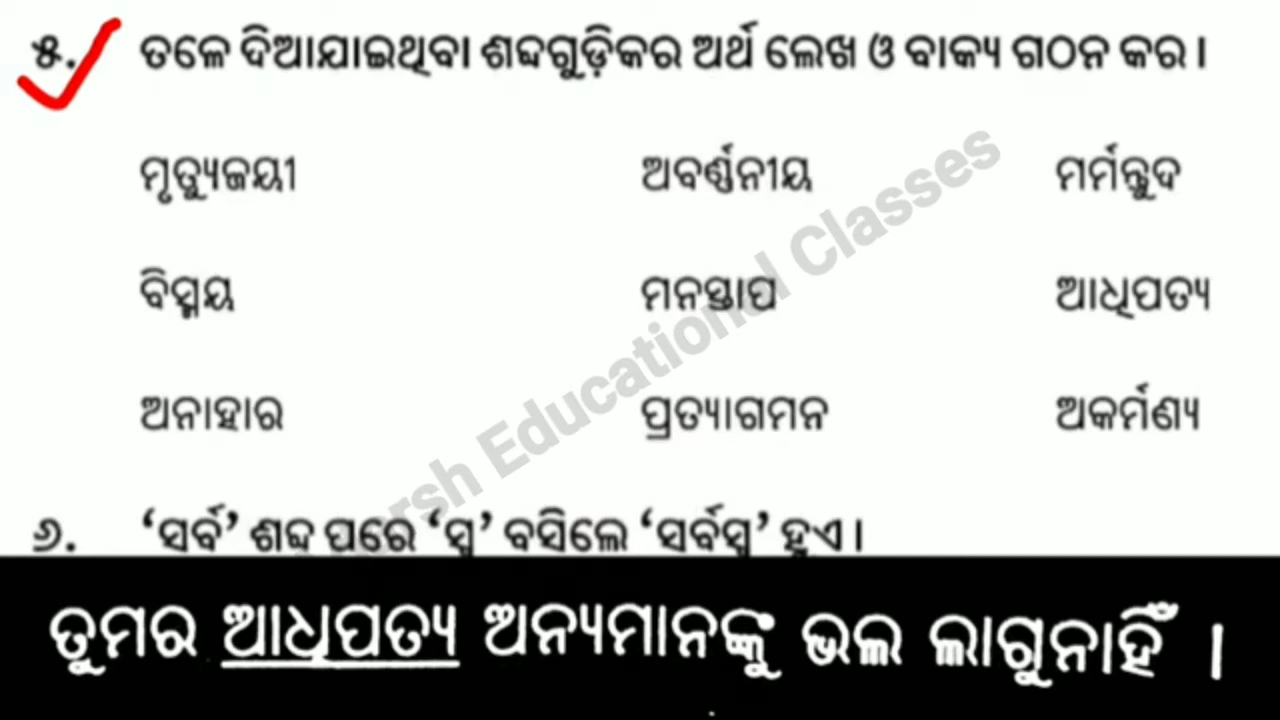 ୫. ତଳେ ଦିଆଯାଇଥିବା ଶବ୍ଦଗୁଡ଼ିକର ଅର୍ଥ ଲେଖ ଓ ବାକ୍ୟ ଗଠନ କର ।
ମୃତ୍ୟୁଜୟୀ ଅବର୍ଣ୍ଣନୀୟ ମର୍ମନ୍ତୁଦ
ବିସ୍ମୟ ମନସ୍ତାପ ଆଧିପତ୍ୟ
ଅନାହାର ପ୍ରତ୍ୟାଗମନ ଅକର୍ମଣ୍ୟ
Educational Classes
୬. ‘ସର୍ବ’ ଶବ୍ଦ ପରେ ‘ସ୍ୱ’ ବସିଲେ ‘ସର୍ବସ୍ୱ’ ହୁଏ ।
ତୁମର ଆଧିପତ୍ୟ ଅନ୍ୟମାନଙ୍କୁ ଭଲ ଲାଗୁନାହିଁ ।